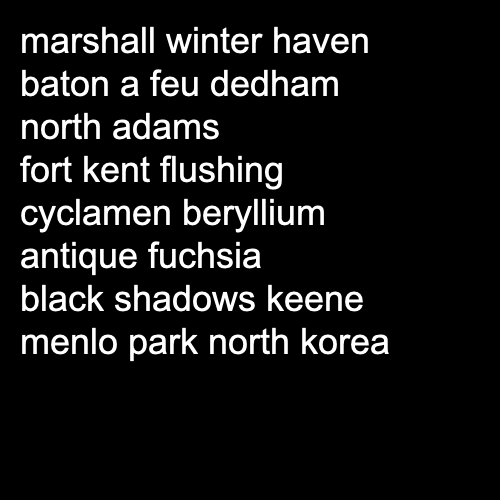 marshall winter haven
baton a feu dedham
north adams
fort kent flushing
cyclamen beryllium
antique fuchsia
black shadows keene
menlo park north korea